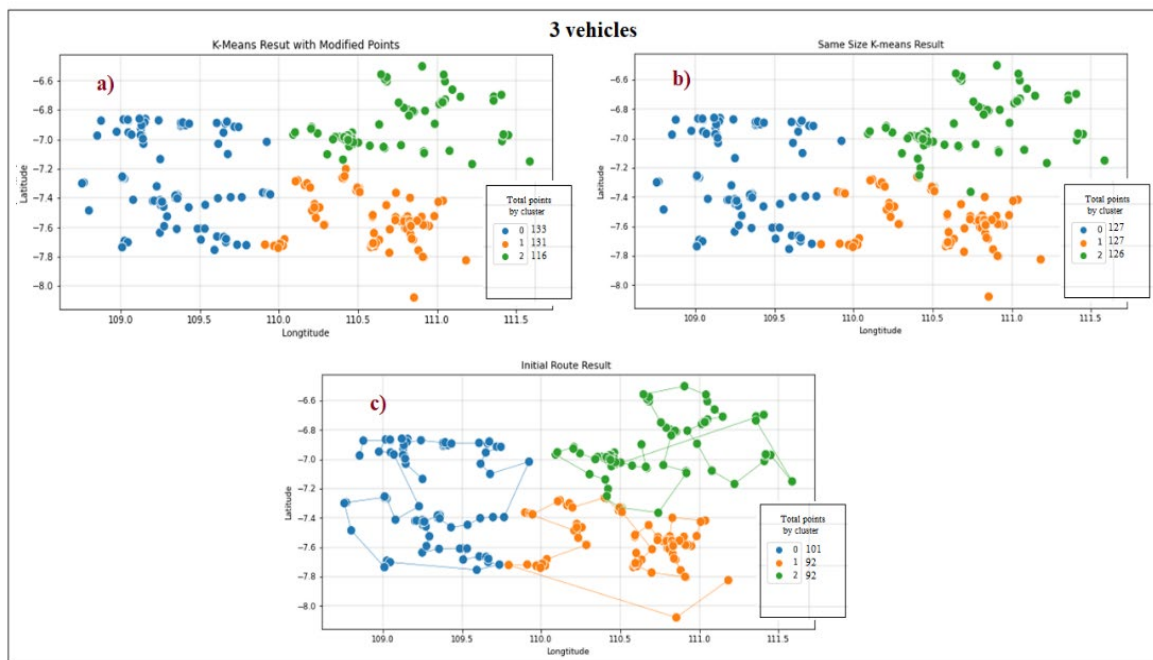 3 vehicles
K-Means Resut with Modified Points
a)
−6.6
−6.8
−7.0
−7.2
−7.4
−7.6
−7.8
−8.0
Latitude
109.0 109.5 110.0 110.5 111.0 111.5
Longtitude
Total points
by cluster
0 133
1 131
2 116
Same Size K-means Result
b)
−6.6
−6.8
−7.0
−7.2
−7.4
−7.6
−7.8
−8.0
Latitude
109.0 109.5 110.0 110.5 111.0 111.5
Longtitude
Total points
by cluster
0 127
1 127
2 126
Initial Route Result
c)
−6.6
−6.8
−7.0
−7.2
−7.4
−7.6
−7.8
−8.0
Latitude
109.0 109.5 110.0 110.5 111.0 111.5
Longtitude
Total points
by cluster
0 101
1 92
2 92